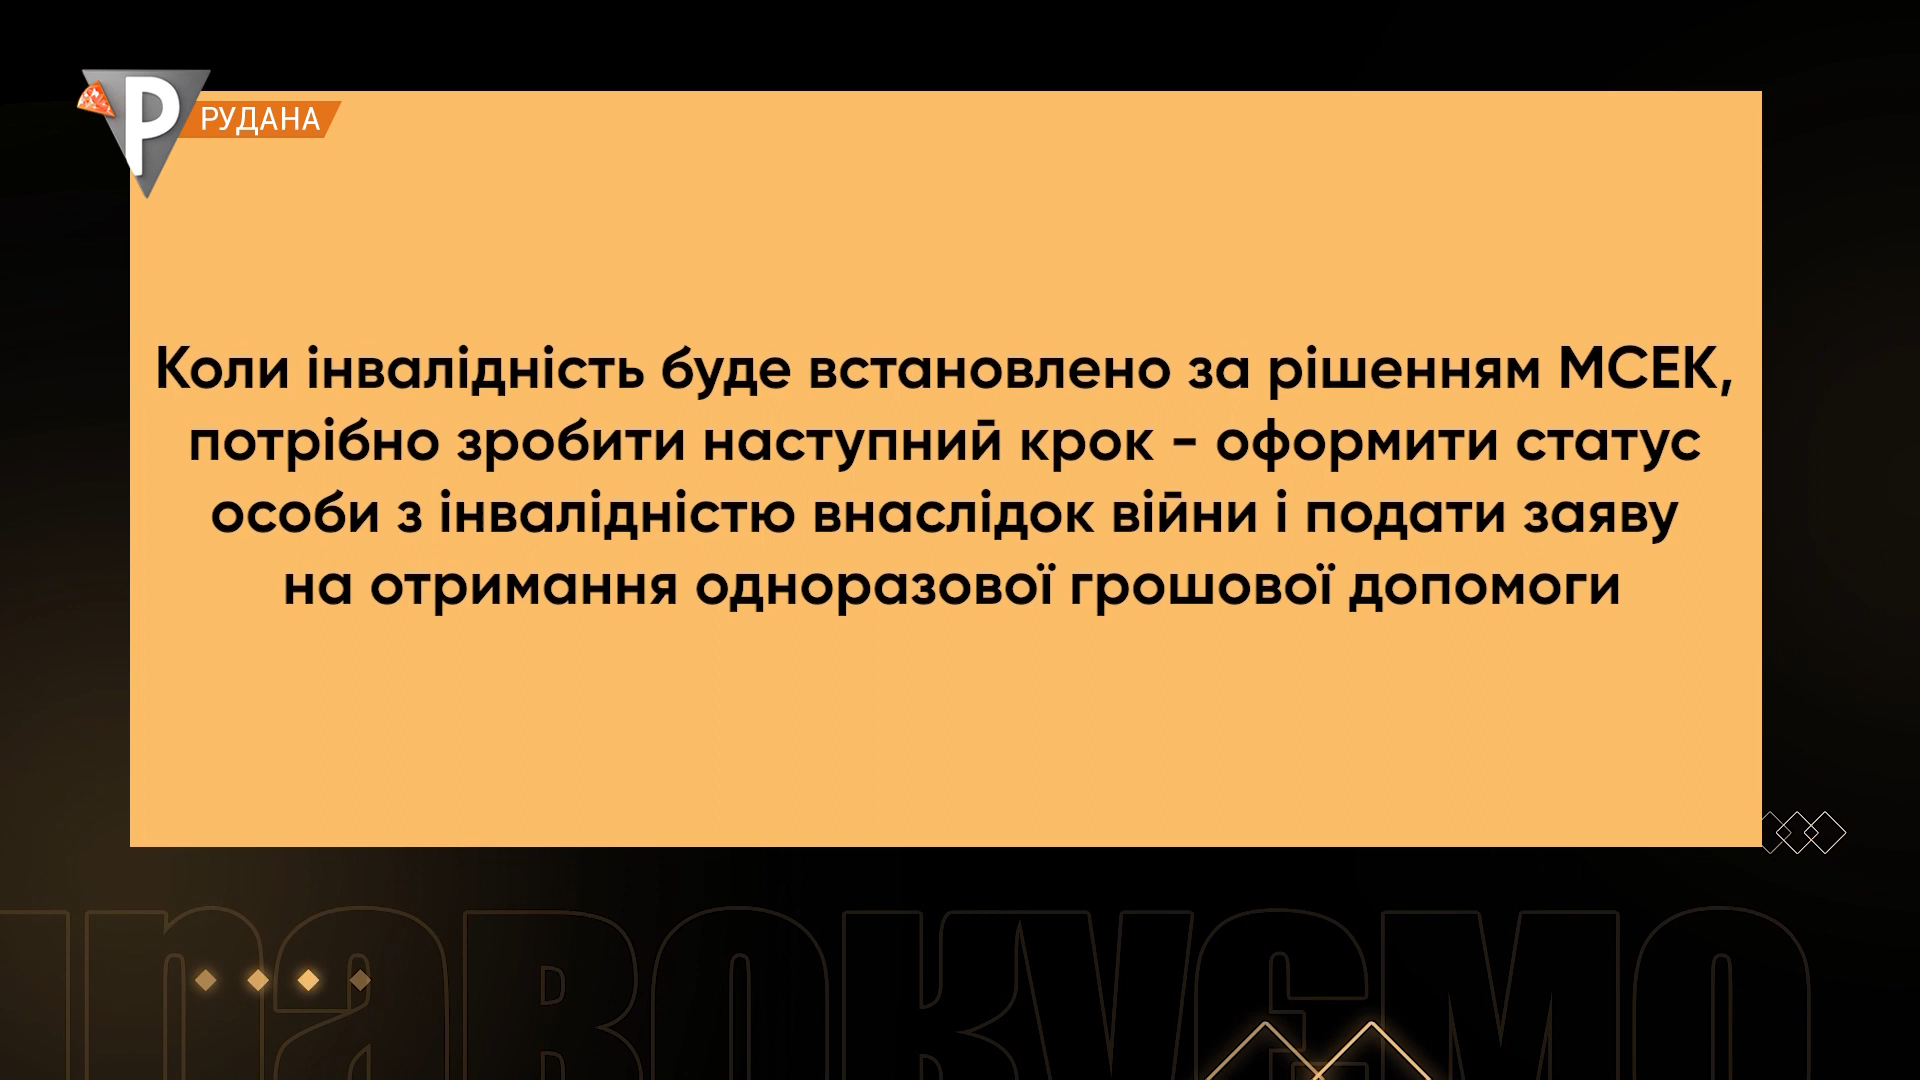 Р РУДАНА
Коли інвалідність буде встановлено за рішенням МСЕК,
потрібно зробити наступний крок - оформити статус
особи з інвалідністю внаслідок війни і подати заяву
на отримання одноразової грошової допомоги
правокуємо